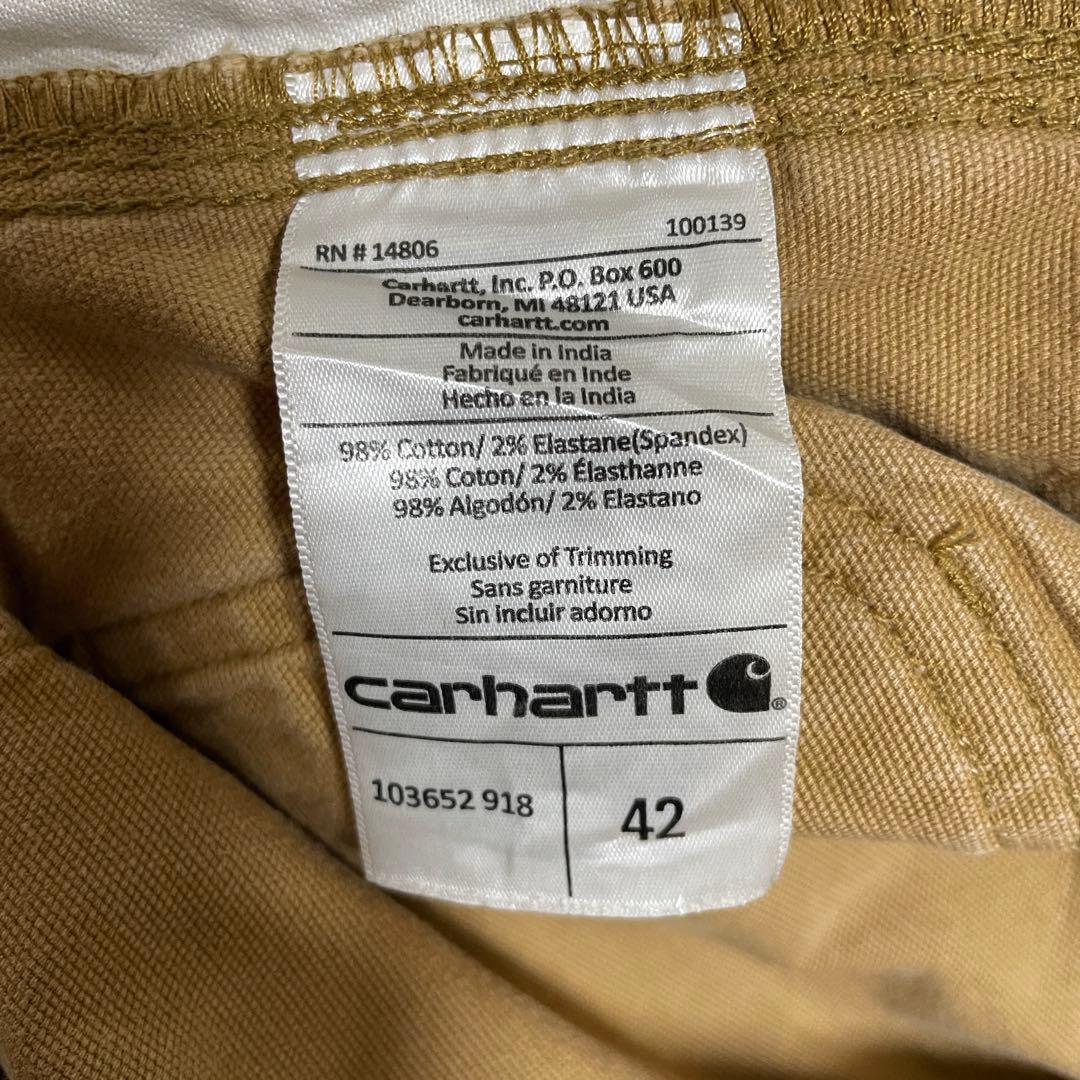 RN # 14806 100139
Carhartt, Inc. P.O. Box 600
Dearborn, MI 48121 USA
carhartt.com
Made in India
Fabriqué en Inde
Hecho en la India
98% Cotton/ 2% Elastane(Spandex)
98% Coton/ 2% Élasthanne
98% Algodón/ 2% Elastano
Exclusive of Trimming
Sans garniture
Sin incluir adorno
carhartt ®
103652 918 42